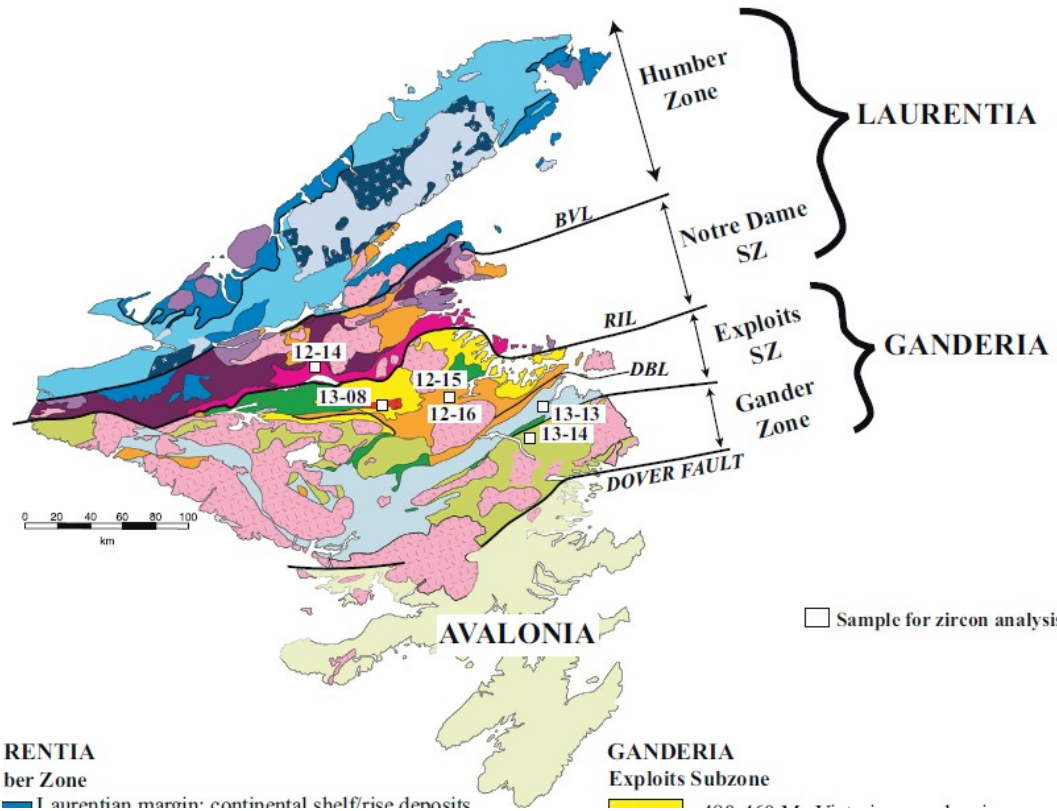 Humber
Zone
LAURENTIA
BVL
Notre Dame
SZ
RIL
Exploits
SZ
GANDERIA
DBL
Gander
Zone
12-14
12-15
13-08
12-16
13-13
13-14
DOVER FAULT
0 20 40 60 80 100
km
Sample for zircon analysis
AVALONIA
RENTIA
ber Zone
Laurentian margin: continental shelf/rise deposits
GANDERIA
Exploits Subzone